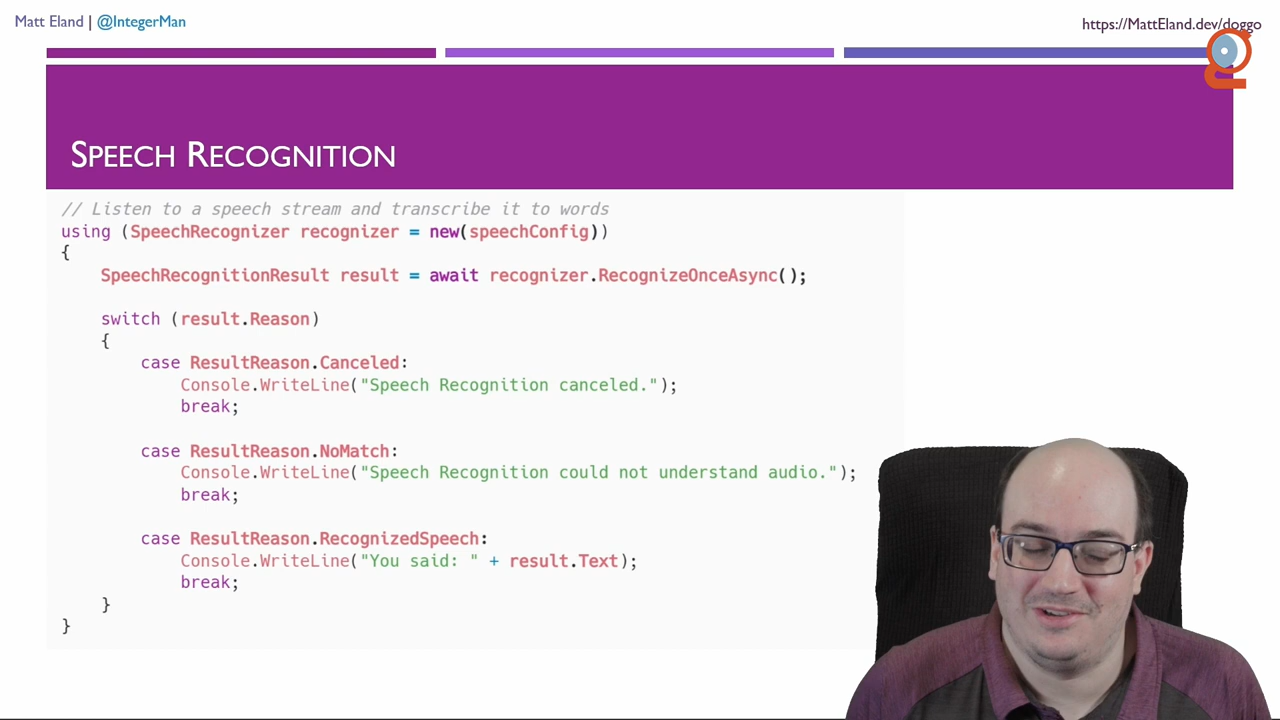 Matt Eland | @IntegerMan
https://MattEland.dev/doggo
SPEECH RECOGNITION
// Listen to a speech stream and transcribe it to words
using (SpeechRecognizer recognizer = new(speechConfig))
{
    SpeechRecognitionResult result = await recognizer.RecognizeOnceAsync();
    switch (result.Reason)
    {
        case ResultReason.Canceled:
            Console.WriteLine("Speech Recognition canceled.");
            break;
        case ResultReason.NoMatch:
            Console.WriteLine("Speech Recognition could not understand audio.");
            break;
        case ResultReason.RecognizedSpeech:
            Console.WriteLine("You said: " + result.Text);
            break;
    }
}